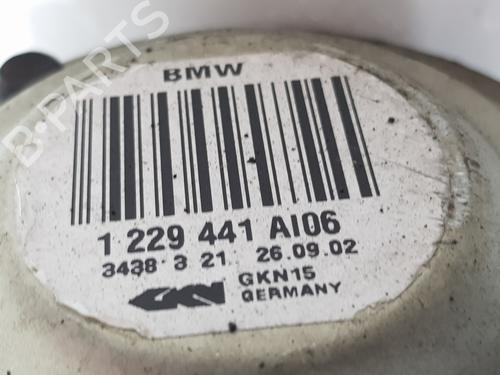 BMW
1 229 441 AI06
3438 3 21 26.09.02
GKN GKN15
GERMANY
B-PARTS